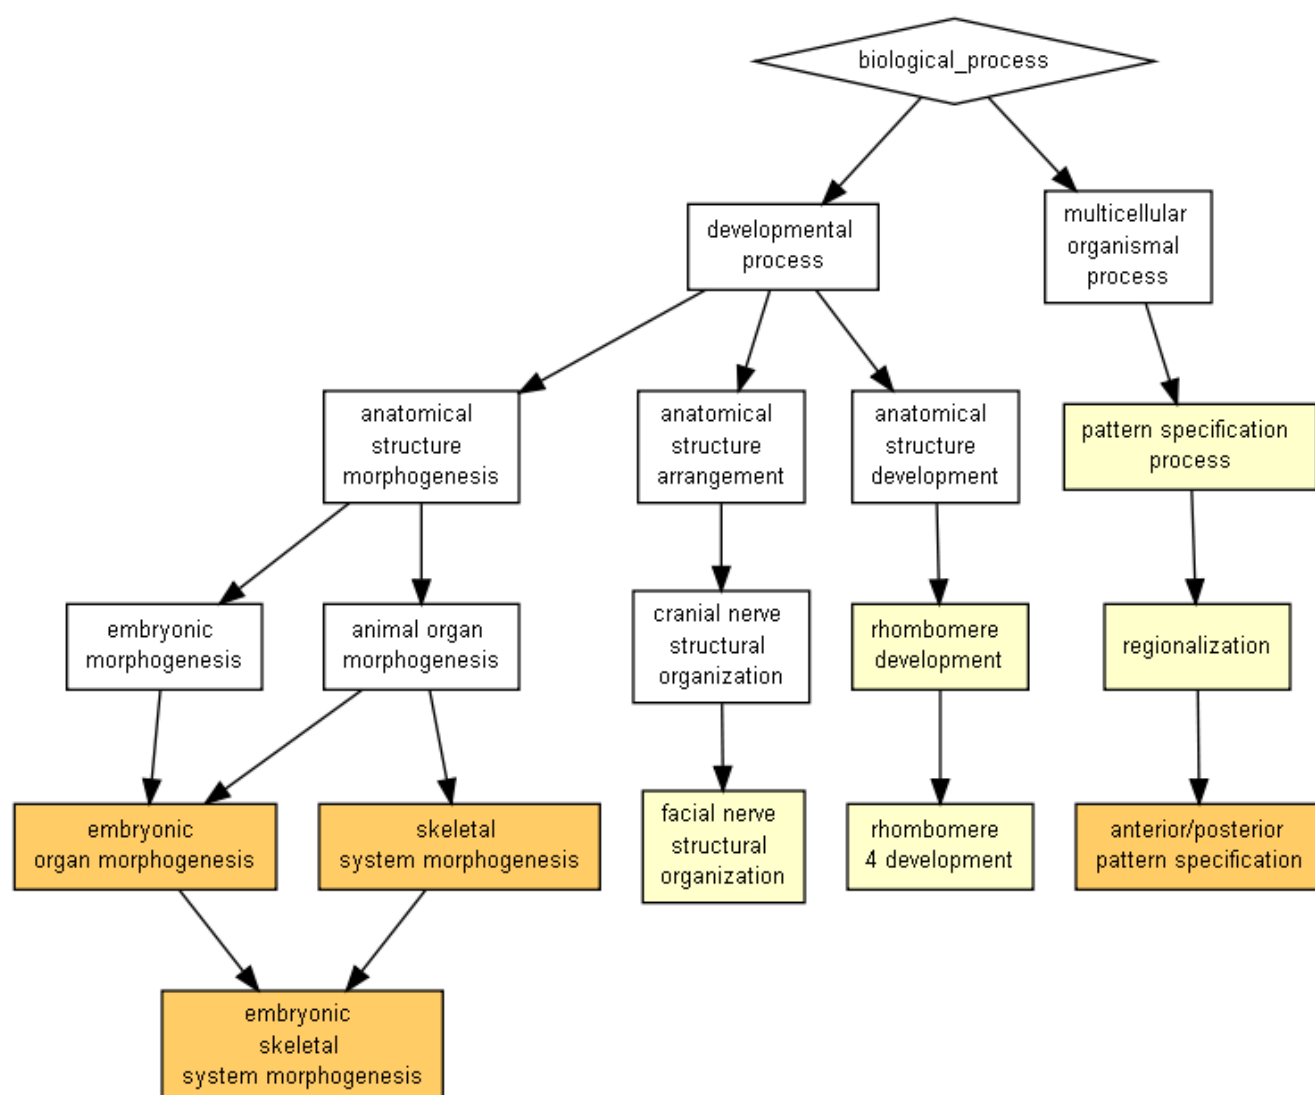 biological_process
developmental
process
multicellular
organismal
process
anatomical
structure
morphogenesis
anatomical
structure
arrangement
anatomical
structure
development
pattern specification
process
embryonic
morphogenesis
animal organ
morphogenesis
cranial nerve
structural
organization
rhombomere
development
regionalization
embryonic
organ morphogenesis
skeletal
system morphogenesis
facial nerve
structural
organization
rhombomere
4 development
anterior/posterior
pattern specification
embryonic
skeletal
system morphogenesis